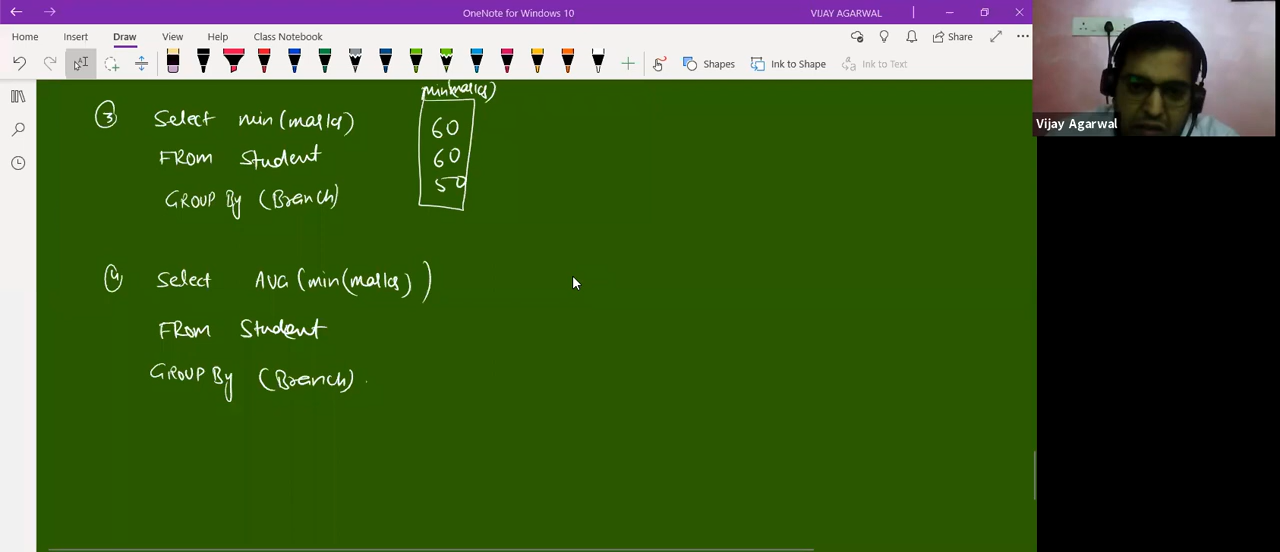 OneNote for Windows 10
VIJAY AGARWAL
Home Insert Draw View Help Class Notebook
Share
Shapes
Ink to Shape
Ink to Text
Vijay Agarwal
min(marks)
③ Select min(marks)
60
FROM Student
60
GROUP By (Branch)
50
④ Select AVG(min(marks))
FROM Student
GROUP By (Branch)